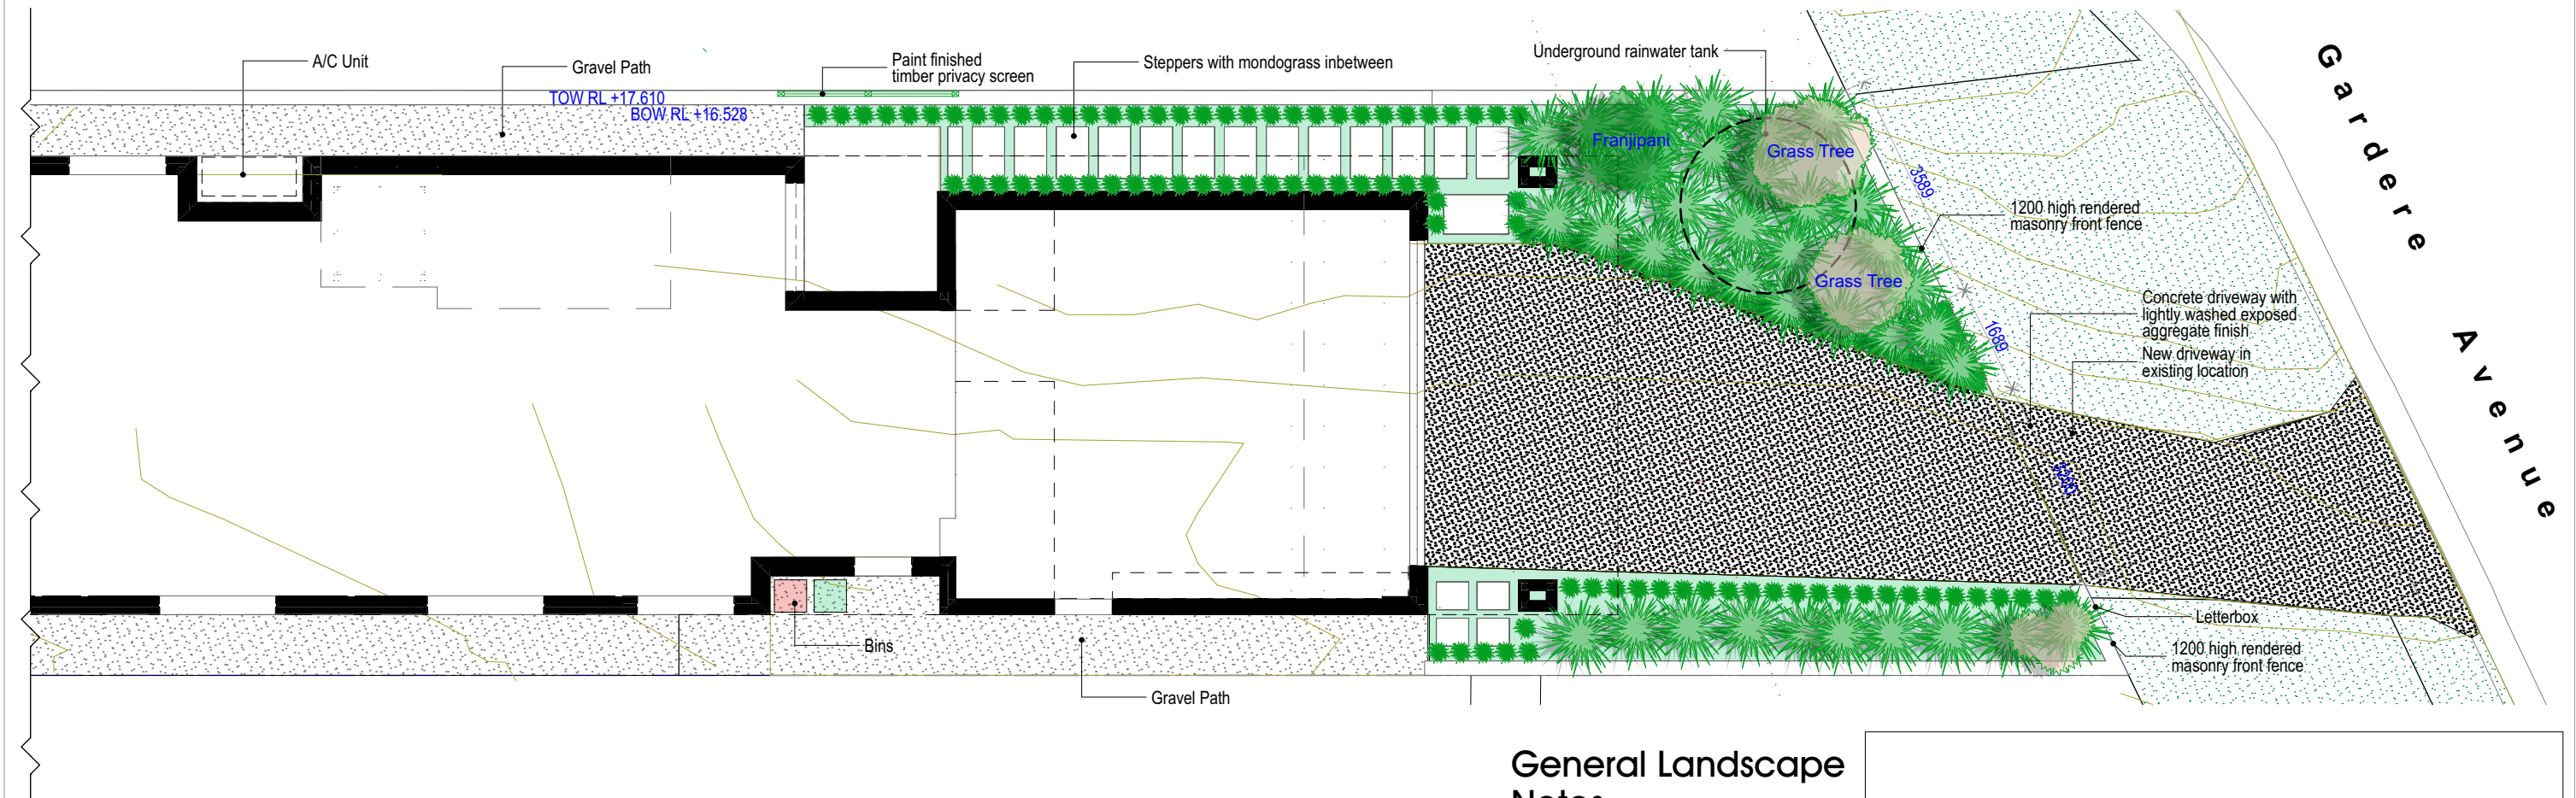 A/C Unit
Gravel Path
Paint finished
timber privacy screen
Steppers with mondograss inbetween
Underground rainwater tank
TOW RL +17.610
BOW RL +16.528
Franjipani
Grass Tree
3589
1200 high rendered
masonry front fence
Gardere Avenue
Grass Tree
Concrete driveway with
lightly washed exposed
aggregate finish
1689
New driveway in
existing location
Letterbox
1200 high rendered
masonry front fence
Bins
Gravel Path
General Landscape
Notes